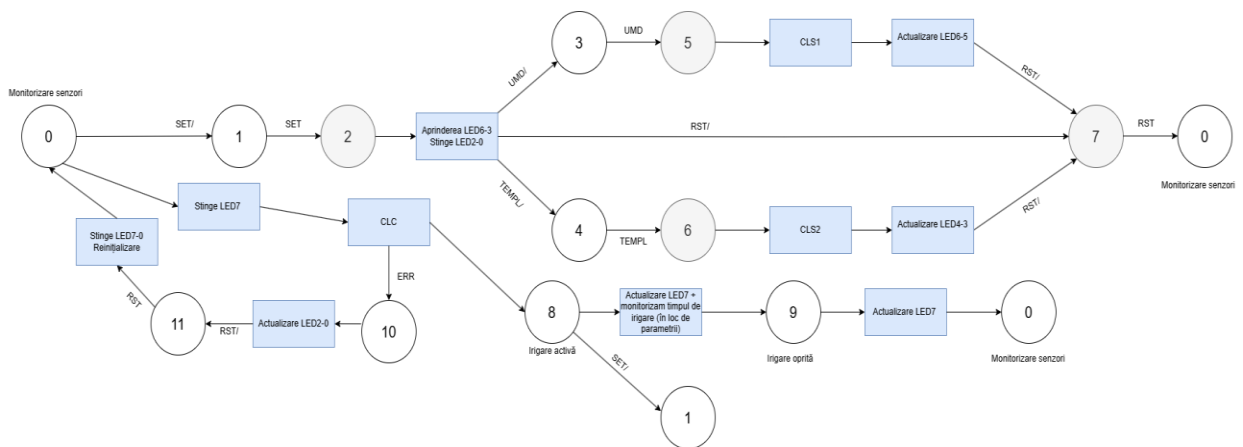 3
UMD
5
CLS1
Actualizare LED6-5
UMD/
RST/
Monitorizare senzori
0
SET/
1
SET
2
Aprinderea LED6-3
Stinge LED2-0
RST/
7
RST
0
Monitorizare senzori
TEMPL/
4
TEMPL
6
CLS2
Actualizare LED4-3
RST/
Stinge LED7
CLC
Stinge LED7-0
Reinițializare
ERR
RST
11
RST/
Actualizare LED2-0
10
8
Irigare activă
Actualizare LED7 +
monitorizam timpul de
irigare (în loc de
parametrii)
9
Irigare oprită
Actualizare LED7
0
Monitorizare senzori
SET/
1